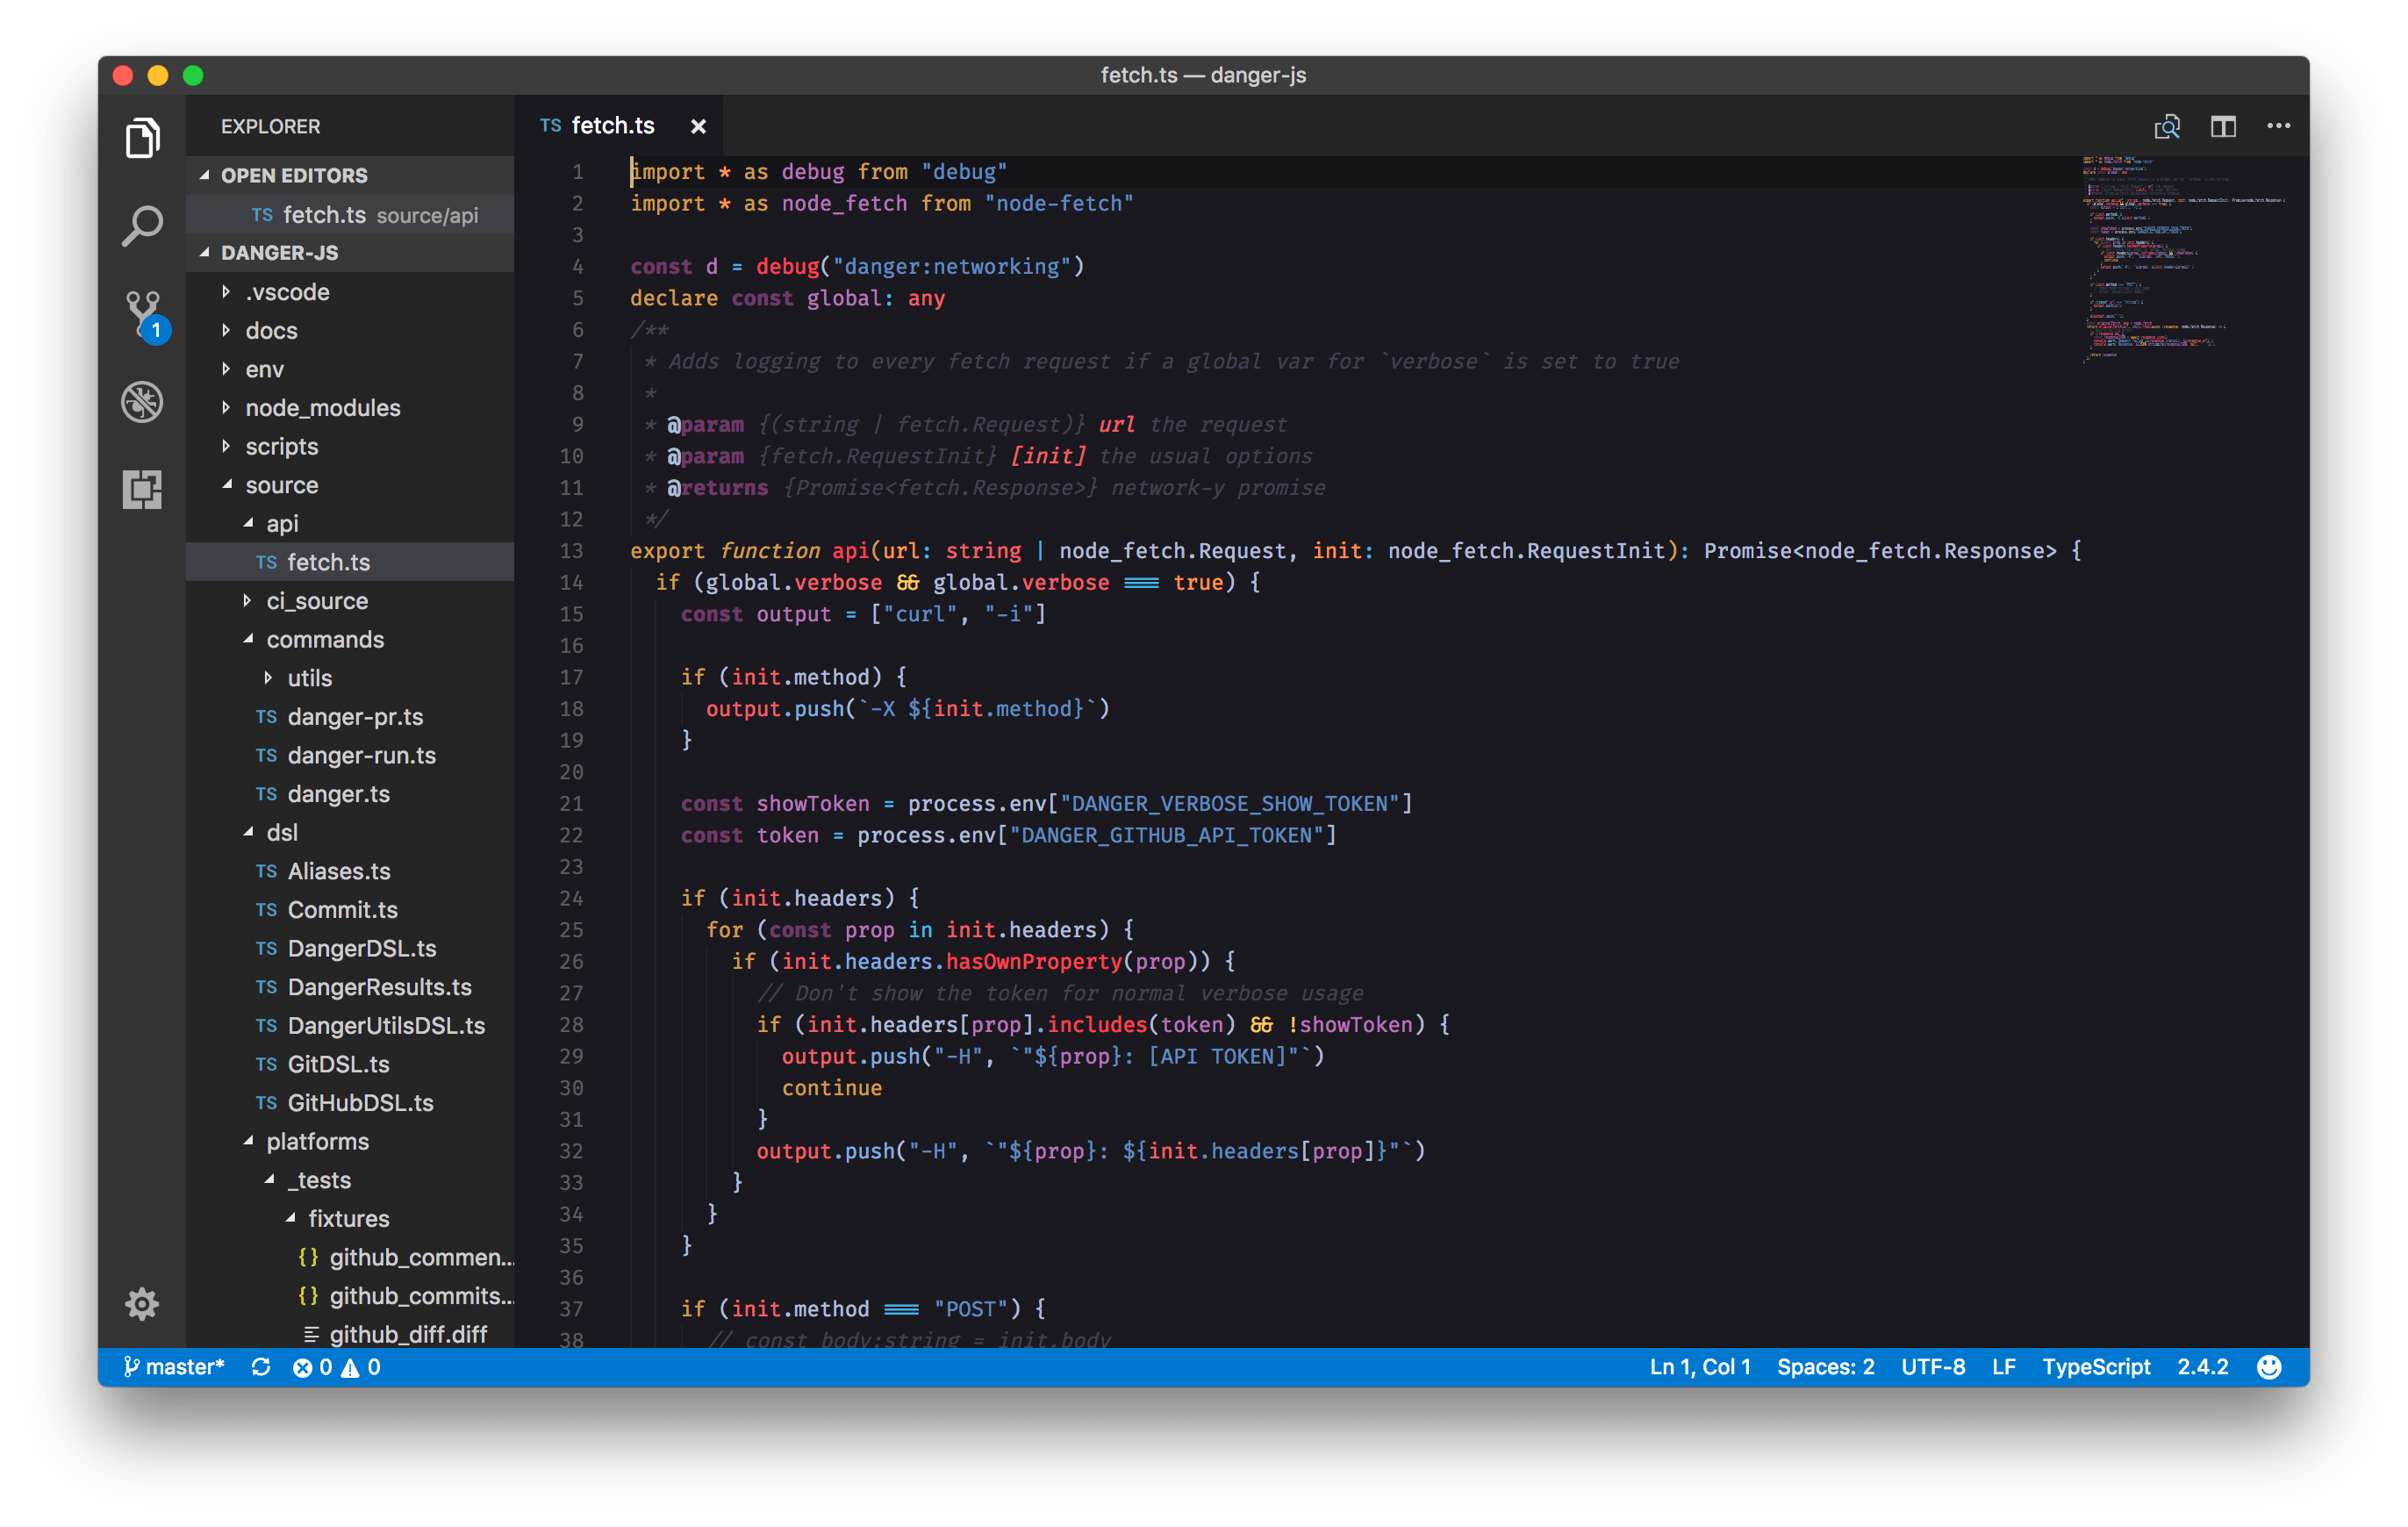 fetch.ts — danger-js
EXPLORER
OPEN EDITORS
TS fetch.ts source/api
DANGER-JS
.vscode
docs
env
node_modules
scripts
source
api
TS fetch.ts
ci_source
commands
utils
TS danger-pr.ts
TS danger-run.ts
TS danger.ts
dsl
TS Aliases.ts
TS Commit.ts
TS DangerDSL.ts
TS DangerResults.ts
TS DangerUtilsDSL.ts
TS GitDSL.ts
TS GitHubDSL.ts
platforms
_tests
fixtures
{} github_commen...
{} github_commits...
github_diff.diff
1
TS fetch.ts ×
1 import * as debug from "debug"
2 import * as node_fetch from "node-fetch"
3
4 const d = debug("danger:networking")
5 declare const global: any
6 /**
7 * Adds logging to every fetch request if a global var for `verbose` is set to true
8 *
9 * @param {(string | fetch.Request)} url the request
10 * @param {fetch.RequestInit} [init] the usual options
11 * @returns {Promise<fetch.Response>} network-y promise
12 */
13 export function api(url: string | node_fetch.Request, init: node_fetch.RequestInit): Promise<node_fetch.Response> {
14 if (global.verbose && global.verbose === true) {
15 const output = ["curl", "-i"]
16
17 if (init.method) {
18 output.push(`-X ${init.method}`)
19 }
20
21 const showToken = process.env["DANGER_VERBOSE_SHOW_TOKEN"]
22 const token = process.env["DANGER_GITHUB_API_TOKEN"]
23
24 if (init.headers) {
25 for (const prop in init.headers) {
26 if (init.headers.hasOwnProperty(prop)) {
27 // Don't show the token for normal verbose usage
28 if (init.headers[prop].includes(token) && !showToken) {
29 output.push("-H", `"${prop}: [API TOKEN]"`)
30 continue
31 }
32 output.push("-H", `"${prop}: ${init.headers[prop]}"`)
33 }
34 }
35 }
36
37 if (init.method === "POST") {
38 // const body:string = init.body
master* 0 0
Ln 1, Col 1 Spaces: 2 UTF-8 LF TypeScript 2.4.2